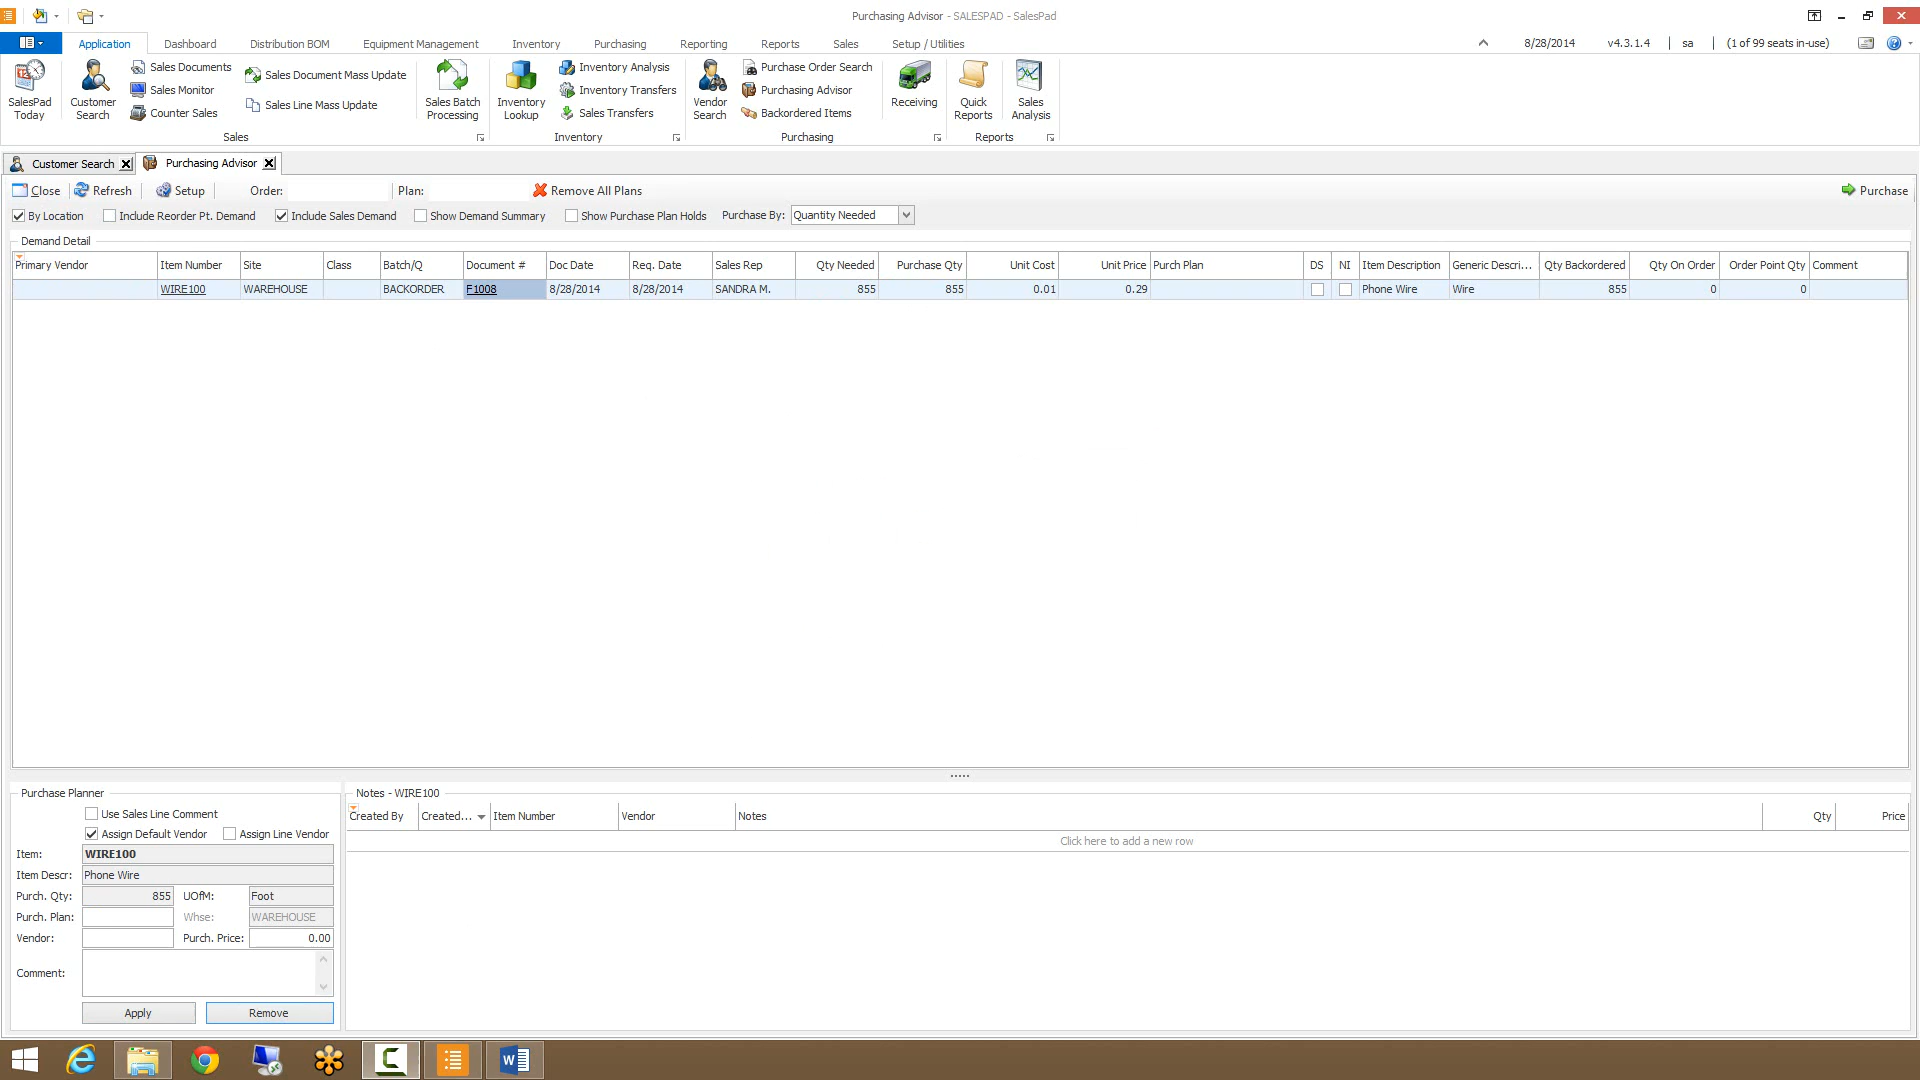 Purchasing Advisor - SALESPAD - SalesPad
Application Dashboard Distribution BOM Equipment Management Inventory Purchasing Reporting Reports Sales Setup / Utilities 8/28/2014 v4.3.1.4 | sa | (1 of 99 seats in-use)
SalesPad Today
Customer Search
Sales Documents
Sales Monitor
Counter Sales
Sales Document Mass Update
Sales Line Mass Update
Sales Batch Processing
Sales
Inventory Lookup
Inventory Analysis
Inventory Transfers
Sales Transfers
Inventory
Vendor Search
Purchase Order Search
Purchasing Advisor
Backordered Items
Purchasing
Receiving
Quick Reports
Sales Analysis
Reports
Customer Search Purchasing Advisor
Close Refresh Setup Order: Plan: Remove All Plans Purchase
By Location Include Reorder Pt. Demand Include Sales Demand Show Demand Summary Show Purchase Plan Holds Purchase By: Quantity Needed
Demand Detail
Primary Vendor Item Number Site Class Batch/Q Document # Doc Date Req. Date Sales Rep Qty Needed Purchase Qty Unit Cost Unit Price Purch Plan DS NI Item Description Generic Descri... Qty Backordered Qty On Order Order Point Qty Comment
WIRE100 WAREHOUSE BACKORDER F1008 8/28/2014 8/28/2014 SANDRA M. 855 855 0.01 0.29 Phone Wire Wire 855 0 0
Purchase Planner
Use Sales Line Comment
Assign Default Vendor Assign Line Vendor
Item: WIRE100
Item Descr: Phone Wire
Purch. Qty: 855 UOfM: Foot
Purch. Plan: Whse: WAREHOUSE
Vendor: Purch. Price: 0.00
Comment:
Apply Remove
Notes - WIRE100
Created By Created... Item Number Vendor Notes Qty Price
Click here to add a new row